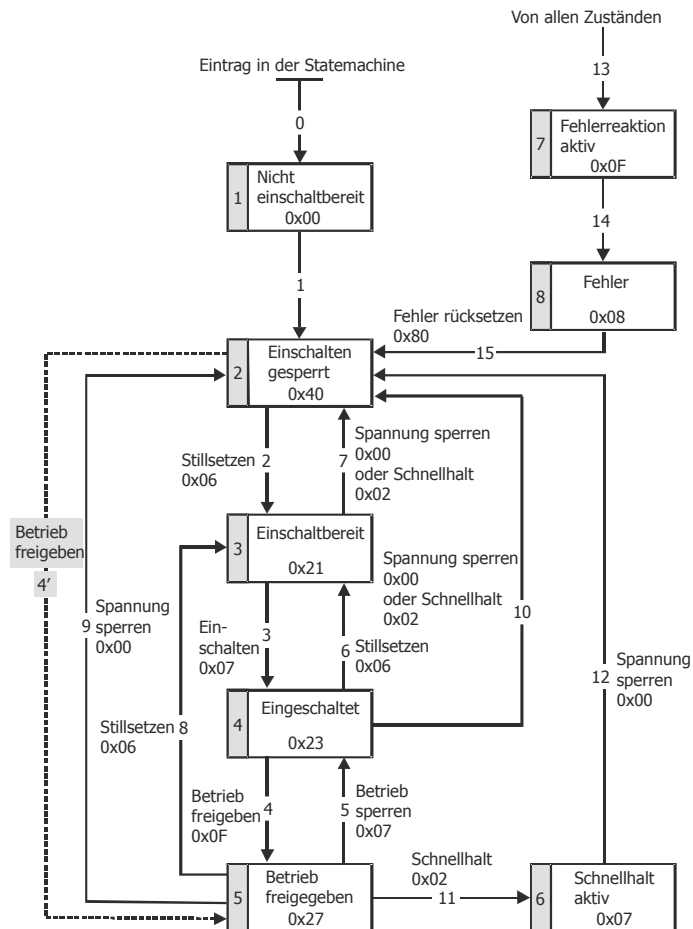 Von allen Zuständen
Eintrag in der Statemachine
13
0
7
Fehlerreaktion
aktiv
0x0F
1
Nicht
einschaltbereit
0x00
14
1
8
Fehler
0x08
Fehler rücksetzen
0x80
15
2
Einschalten
gesperrt
0x40
Stillsetzen 2
0x06
7
Spannung sperren
0x00
oder Schnellhalt
0x02
Betrieb
freigeben
4’
3
Einschaltbereit
0x21
Spannung sperren
0x00
oder Schnellhalt
0x02
10
Spannung
9 sperren
0x00
Ein-
schalten
0x07
3
6 Stillsetzen
0x06
12 Spannung
sperren
0x00
4
Eingeschaltet
0x23
Stillsetzen 8
0x06
Betrieb
freigeben 4
0x0F
5
Betrieb
sperren
0x07
Schnellhalt
0x02
11
5
Betrieb
freigegeben
0x27
6
Schnellhalt
aktiv
0x07